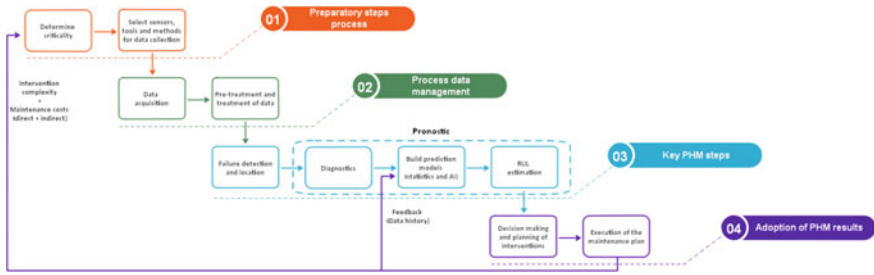 Determine
criticality
Select sensors,
tools and methods
for data collection
01
Preparatory steps
process
Intervention
complexity
+
Maintenance costs
(direct + indirect)
Data
acquisition
Pre-treatment and
treatment of data
02
Process data
management
Pronostic
Failure detection
and location
Diagnostics
Build prediction
models
(statistics and AI)
RUL
estimation
03
Key PHM steps
Feedback
(Data history)
Decision making
and planning of
interventions
Execution of the
maintenance plan
04
Adoption of PHM results